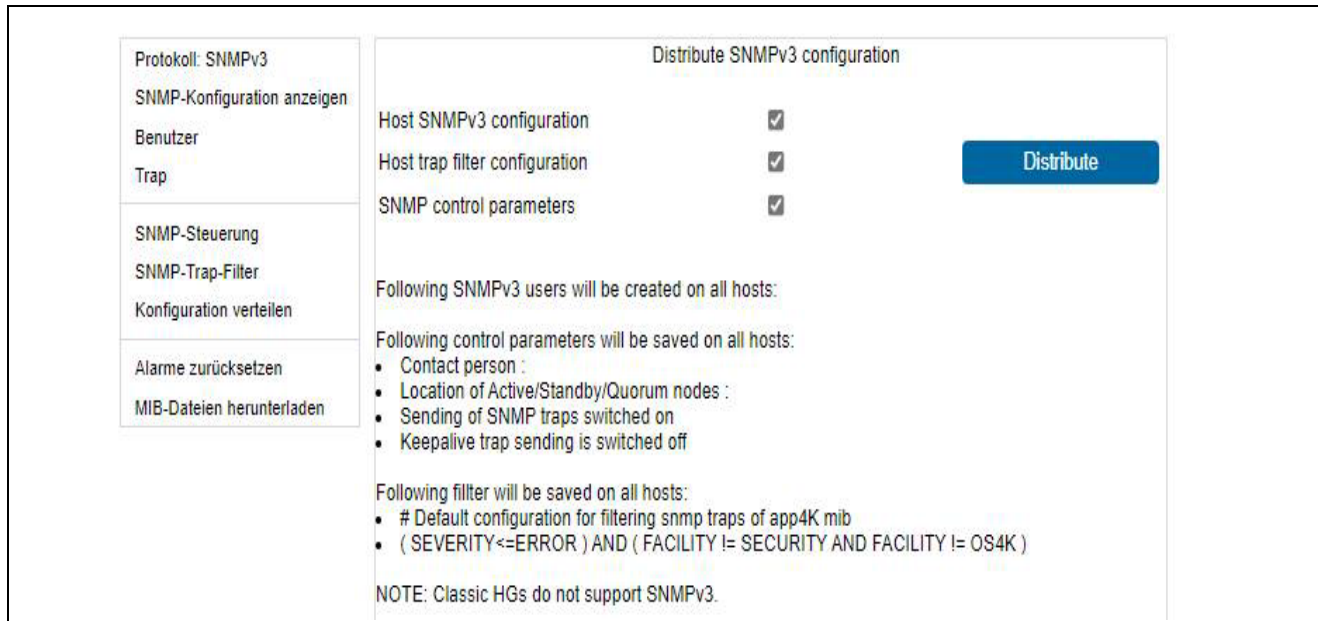 Protokoll: SNMPv3
SNMP-Konfiguration anzeigen
Benutzer
Trap
SNMP-Steuerung
SNMP-Trap-Filter
Konfiguration verteilen
Alarme zurücksetzen
MIB-Dateien herunterladen
Distribute SNMPv3 configuration
Host SNMPv3 configuration
Host trap filter configuration
Distribute
SNMP control parameters
Following SNMPv3 users will be created on all hosts:
Following control parameters will be saved on all hosts:
• Contact person :
• Location of Active/Standby/Quorum nodes :
• Sending of SNMP traps switched on
• Keepalive trap sending is switched off
Following fillter will be saved on all hosts:
• # Default configuration for filtering snmp traps of app4K mib
• ( SEVERITY<=ERROR ) AND ( FACILITY != SECURITY AND FACILITY != OS4K )
NOTE: Classic HGs do not support SNMPv3.